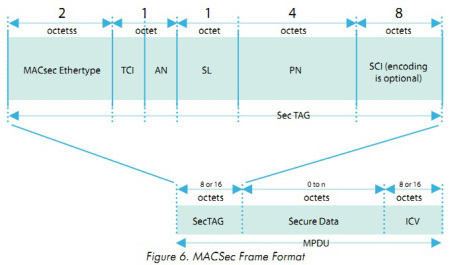 2 1 1 4 8
octetss octet octet octets octets
MACsec Ethertype TCI AN SL PN SCI (encoding
is optional)
Sec TAG
8 or 16 0 to n 8 or 16
octets octets octets
SecTAG Secure Data ICV
MPDU
Figure 6. MACSec Frame Format